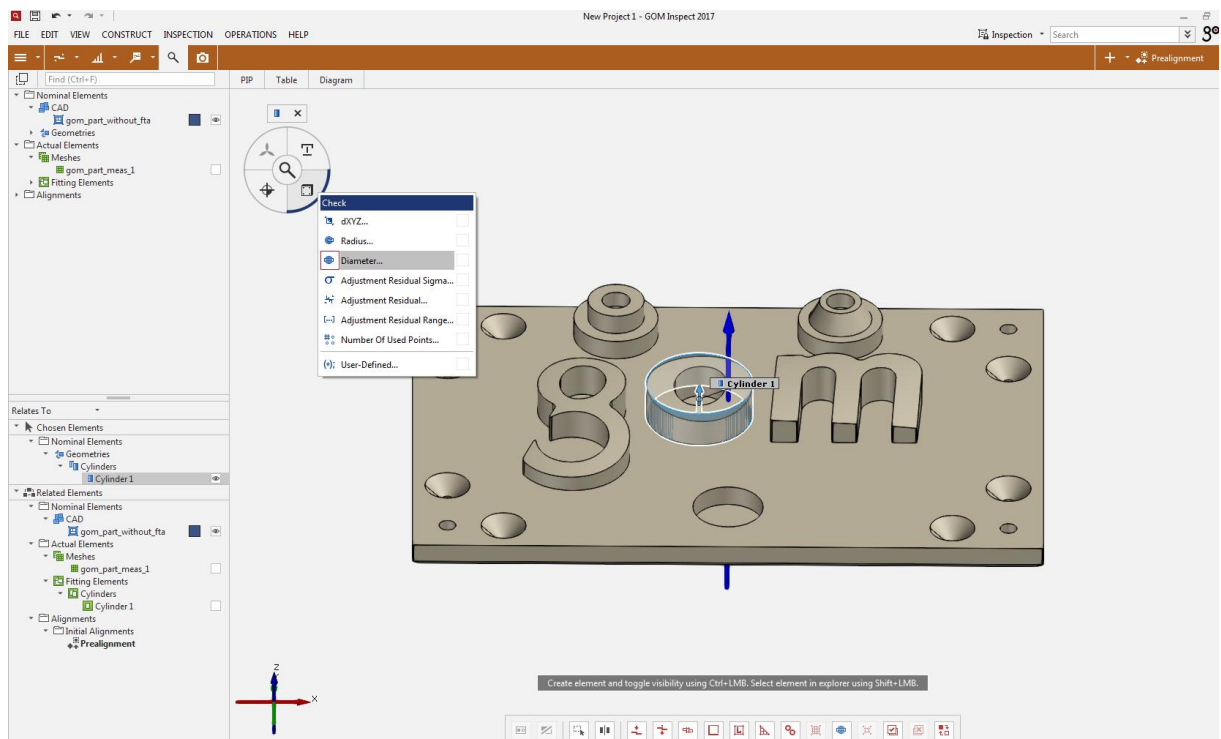 New Project 1 - GOM Inspect 2017
FILE EDIT VIEW CONSTRUCT INSPECTION OPERATIONS HELP
Inspection
Search
Prealignment
Find (Ctrl+F)
PIP Table Diagram
Nominal Elements
CAD
gom_part_without_fta
Geometries
Actual Elements
Meshes
gom_part_meas_1
Fitting Elements
Alignments
Check
dXYZ...
Radius...
Diameter...
Adjustment Residual Sigma...
Adjustment Residual...
Adjustment Residual Range...
Number Of Used Points...
User-Defined...
Cylinder 1
Relates To
Chosen Elements
Nominal Elements
Geometries
Cylinders
Cylinder 1
Related Elements
Nominal Elements
CAD
gom_part_without_fta
Actual Elements
Meshes
gom_part_meas_1
Fitting Elements
Cylinders
Cylinder 1
Alignments
Initial Alignments
Prealignment
Z
X
Create element and toggle visibility using Ctrl+LMB. Select element in explorer using Shift+LMB.